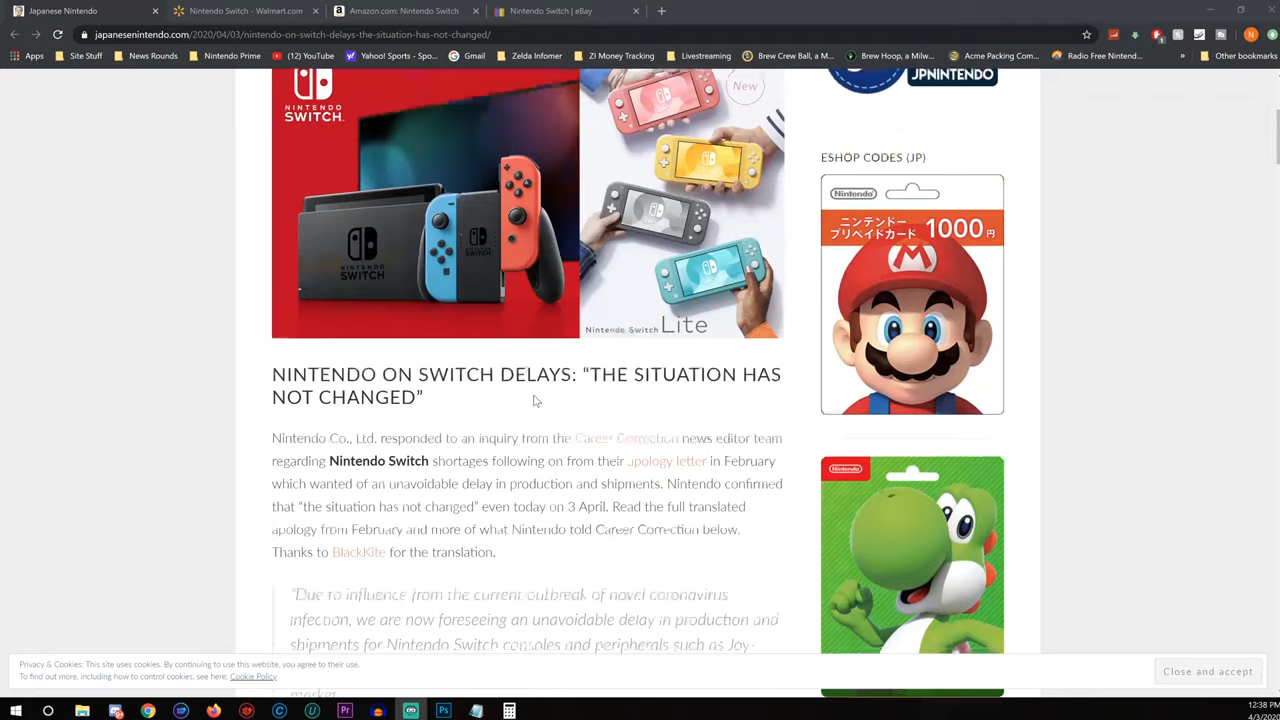 Japanese Nintendo
Nintendo Switch - Walmart.com
Amazon.com: Nintendo Switch
Nintendo Switch | eBay
japanesenintendo.com/2020/04/03/nintendo-on-switch-delays-the-situation-has-not-changed/
Apps
Site Stuff
News Rounds
Nintendo Prime
(12) YouTube
Yahoo! Sports - Spo...
Gmail
Zelda Informer
ZI Money Tracking
Livestreaming
Brew Crew Ball, a M...
Brew Hoop, a Milw...
Acme Packing Com...
Radio Free Nintend...
»
Other bookmarks
NINTENDO
SWITCH
New
SWITCH
Nintendo Switch Lite
JPNINTENDO
ESHOP CODES (JP)
Nintendo
ニンテンドー
プリペイドカード 1000円
Nintendo
NINTENDO ON SWITCH DELAYS: “THE SITUATION HAS
NOT CHANGED”
Nintendo Co., Ltd. responded to an inquiry from the Career Correction news editor team
regarding Nintendo Switch shortages following on from their apology letter in February
which wanted of an unavoidable delay in production and shipments. Nintendo confirmed
that “the situation has not changed” even today on 3 April. Read the full translated
apology from February and more of what Nintendo told Career Correction below.
Thanks to BlackKite for the translation.
“Due to influence from the current outbreak of novel coronavirus
infection, we are now foreseeing an unavoidable delay in production and
shipments for Nintendo Switch consoles and peripherals such as Joy-
market.
Privacy & Cookies: This site uses cookies. By continuing to use this website, you agree to their use.
To find out more, including how to control cookies, see here: Cookie Policy
Close and accept
12:38 PM
4/3/2020